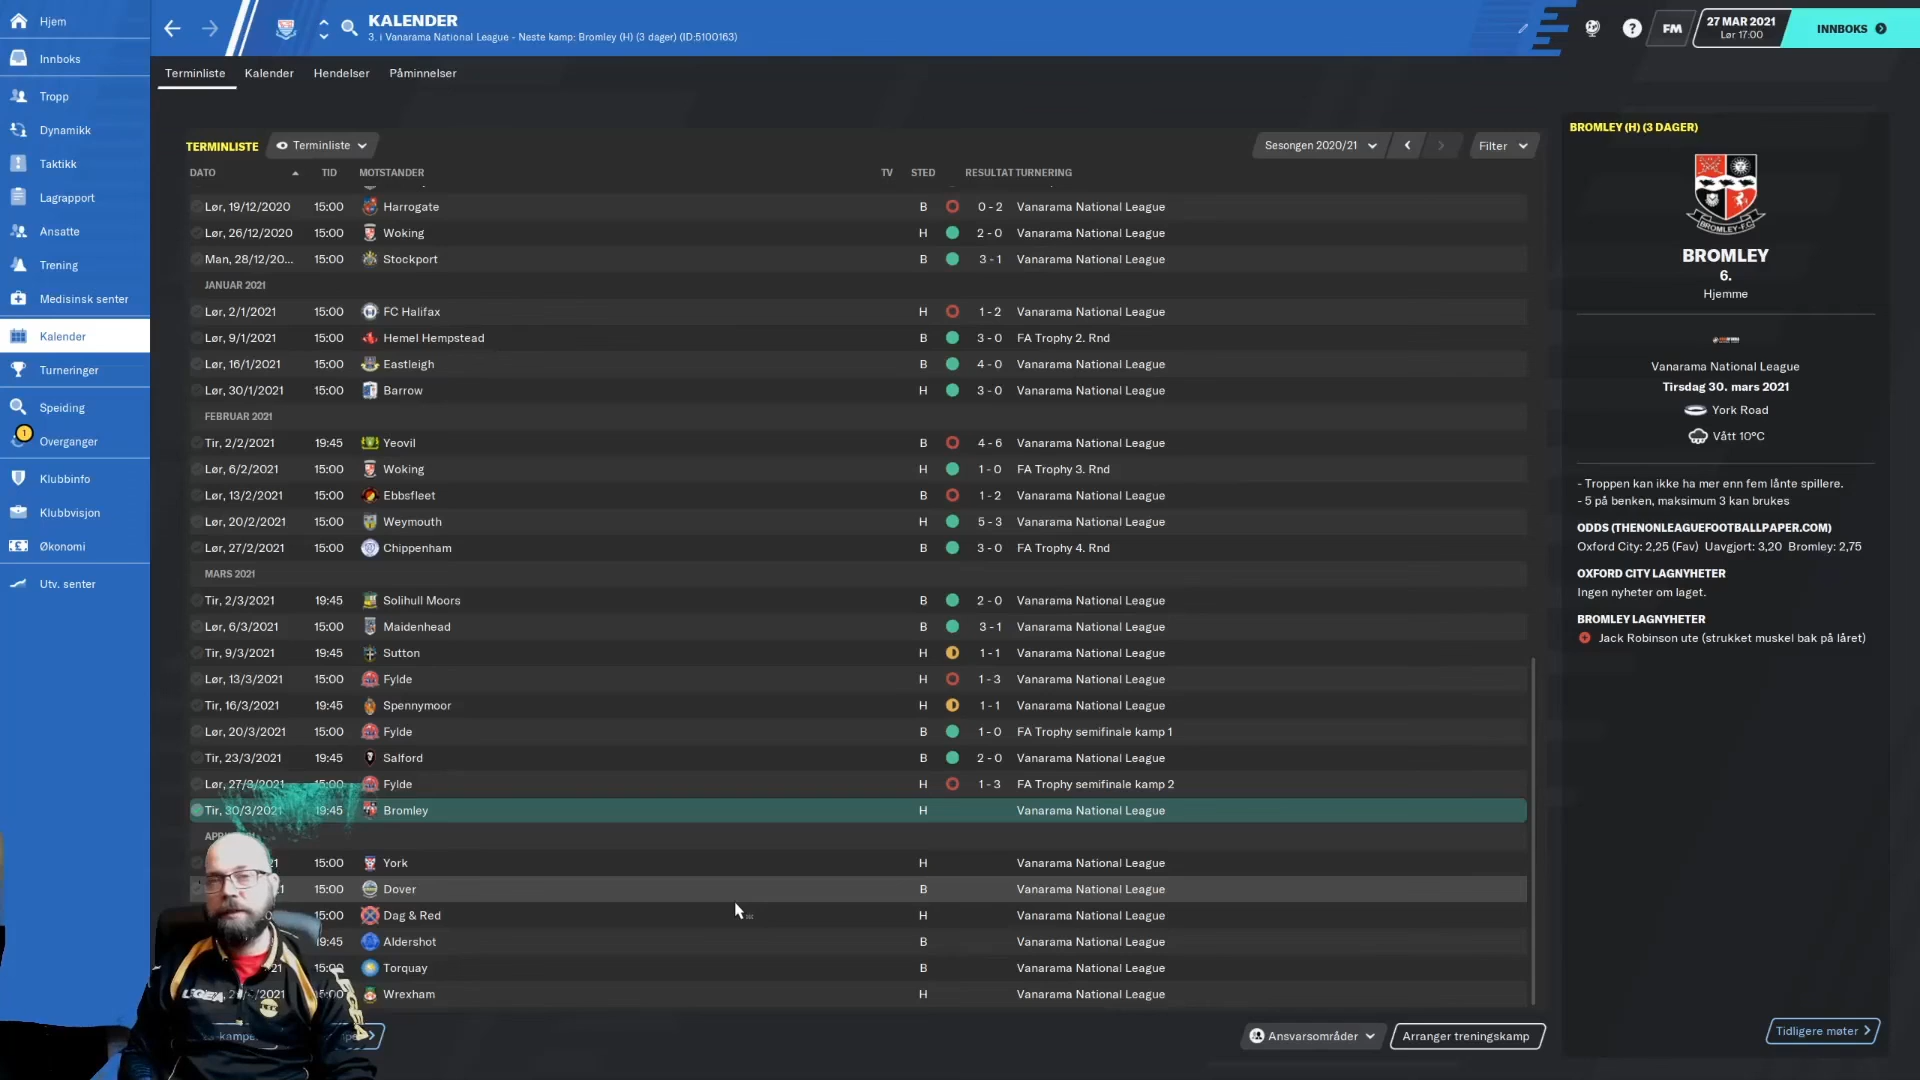 Hjem
Innboks
Tropp
Dynamikk
Taktikk
Lagrapport
Ansatte
Trening
Medisinsk senter
Kalender
Turneringer
Speiding
1
Overganger
Klubbinfo
Klubbvisjon
Økonomi
Utv. senter
KALENDER
3. i Vanarama National League - Neste kamp: Bromley (H) (3 dager) (ID:5100163)
? FM 27 MAR 2021
Lør 17:00
INNBOKS
Terminliste Kalender Hendelser Påminnelser
TERMINLISTE Terminliste Sesongen 2020/21 Filter
DATO TID MOTSTANDER TV STED RESULTAT TURNERING
Lør, 19/12/2020 15:00 Harrogate B 0 - 2 Vanarama National League
Lør, 26/12/2020 15:00 Woking H 2 - 0 Vanarama National League
Man, 28/12/20... 15:00 Stockport B 3 - 1 Vanarama National League
JANUAR 2021
Lør, 2/1/2021 15:00 FC Halifax H 1 - 2 Vanarama National League
Lør, 9/1/2021 15:00 Hemel Hempstead B 3 - 0 FA Trophy 2. Rnd
Lør, 16/1/2021 15:00 Eastleigh B 4 - 0 Vanarama National League
Lør, 30/1/2021 15:00 Barrow H 3 - 0 Vanarama National League
FEBRUAR 2021
Tir, 2/2/2021 19:45 Yeovil B 4 - 6 Vanarama National League
Lør, 6/2/2021 15:00 Woking H 1 - 0 FA Trophy 3. Rnd
Lør, 13/2/2021 15:00 Ebbsfleet B 1 - 2 Vanarama National League
Lør, 20/2/2021 15:00 Weymouth H 5 - 3 Vanarama National League
Lør, 27/2/2021 15:00 Chippenham B 3 - 0 FA Trophy 4. Rnd
MARS 2021
Tir, 2/3/2021 19:45 Solihull Moors B 2 - 0 Vanarama National League
Lør, 6/3/2021 15:00 Maidenhead B 3 - 1 Vanarama National League
Tir, 9/3/2021 19:45 Sutton H 1 - 1 Vanarama National League
Lør, 13/3/2021 15:00 Fylde H 1 - 3 Vanarama National League
Tir, 16/3/2021 19:45 Spennymoor H 1 - 1 Vanarama National League
Lør, 20/3/2021 15:00 Fylde B 1 - 0 FA Trophy semifinale kamp 1
Tir, 23/3/2021 19:45 Salford B 2 - 0 Vanarama National League
Lør, 27/3/2021 15:00 Fylde H 1 - 3 FA Trophy semifinale kamp 2
Tir, 30/3/2021 19:45 Bromley H Vanarama National League
15:00 York H Vanarama National League
15:00 Dover B Vanarama National League
15:00 Dag & Red H Vanarama National League
19:45 Aldershot B Vanarama National League
15:00 Torquay B Vanarama National League
15:00 Wrexham H Vanarama National League
LEGEA
Ansvarsområder Arranger treningskamp
BROMLEY (H) (3 DAGER)
BROMLEY F.C.
BROMLEY
6.
Hjemme
Vanarama National League
Tirsdag 30. mars 2021
York Road
Vått 10°C
- Troppen kan ikke ha mer enn fem lånte spillere.
- 5 på benken, maksimum 3 kan brukes
ODDS (THENONLEAGUEFOOTBALLPAPER.COM)
Oxford City: 2,25 (Fav) Uavgjort: 3,20 Bromley: 2,75
OXFORD CITY LAGNYHETER
Ingen nyheter om laget.
BROMLEY LAGNYHETER
Jack Robinson ute (strukket muskel bak på låret)
Tidligere møter